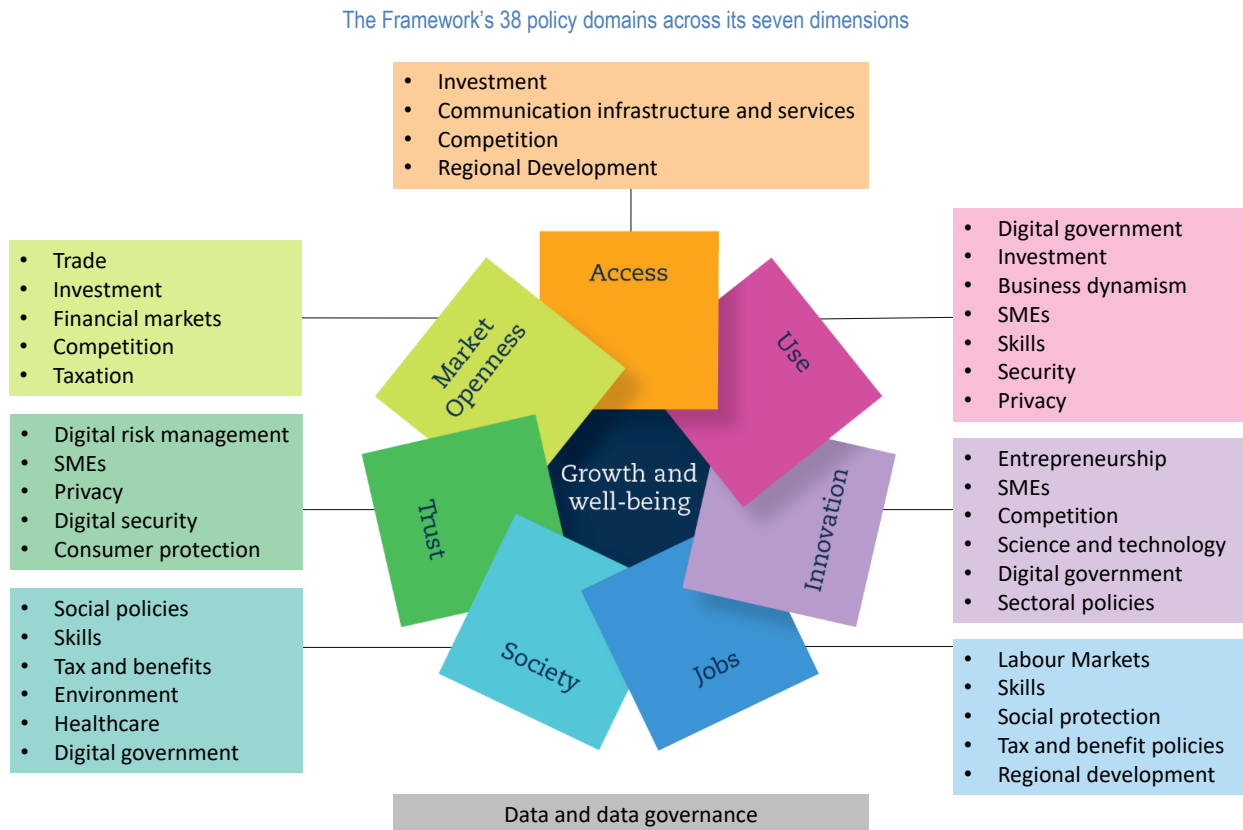 The Framework's 38 policy domains across its seven dimensions
• Investment
• Communication infrastructure and services
• Competition
• Regional Development
• Trade
• Investment
• Financial markets
• Competition
• Taxation
• Digital risk management
• SMEs
• Privacy
• Digital security
• Consumer protection
• Social policies
• Skills
• Tax and benefits
• Environment
• Healthcare
• Digital government
Access
Market
Openness
Use
Growth and
well-being
Trust
Innovation
Society
Jobs
• Digital government
• Investment
• Business dynamism
• SMEs
• Skills
• Security
• Privacy
• Entrepreneurship
• SMEs
• Competition
• Science and technology
• Digital government
• Sectoral policies
• Labour Markets
• Skills
• Social protection
• Tax and benefit policies
• Regional development
Data and data governance